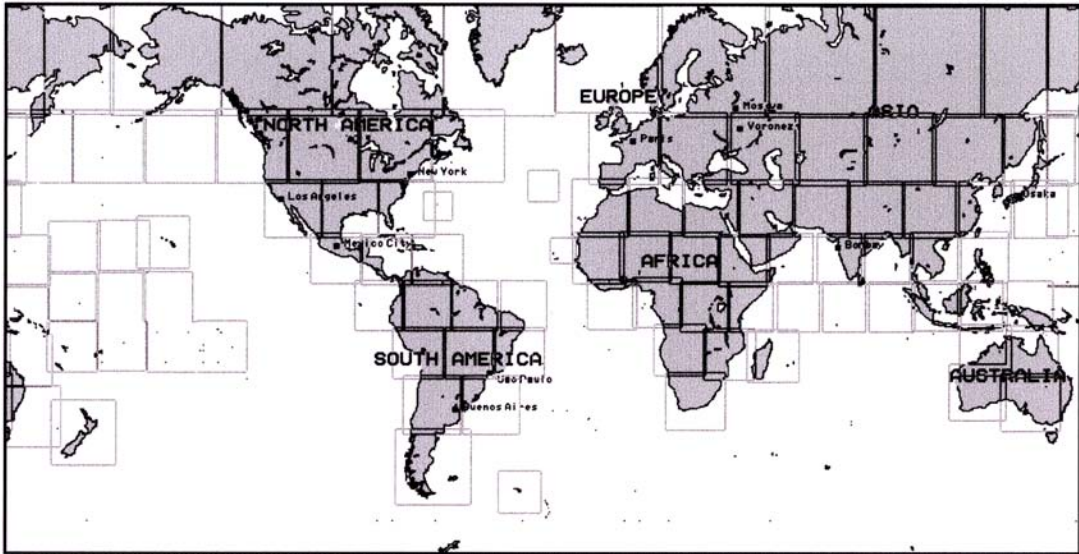 EUROPE
Moscva
ASIA
NORTH AMERICA
Voronez
Paris
New York
Los Angeles
Osaka
Mexico City
Bombay
AFRICA
SOUTH AMERICA
Sao Paulo
AUSTRALIA
Buenos Aires